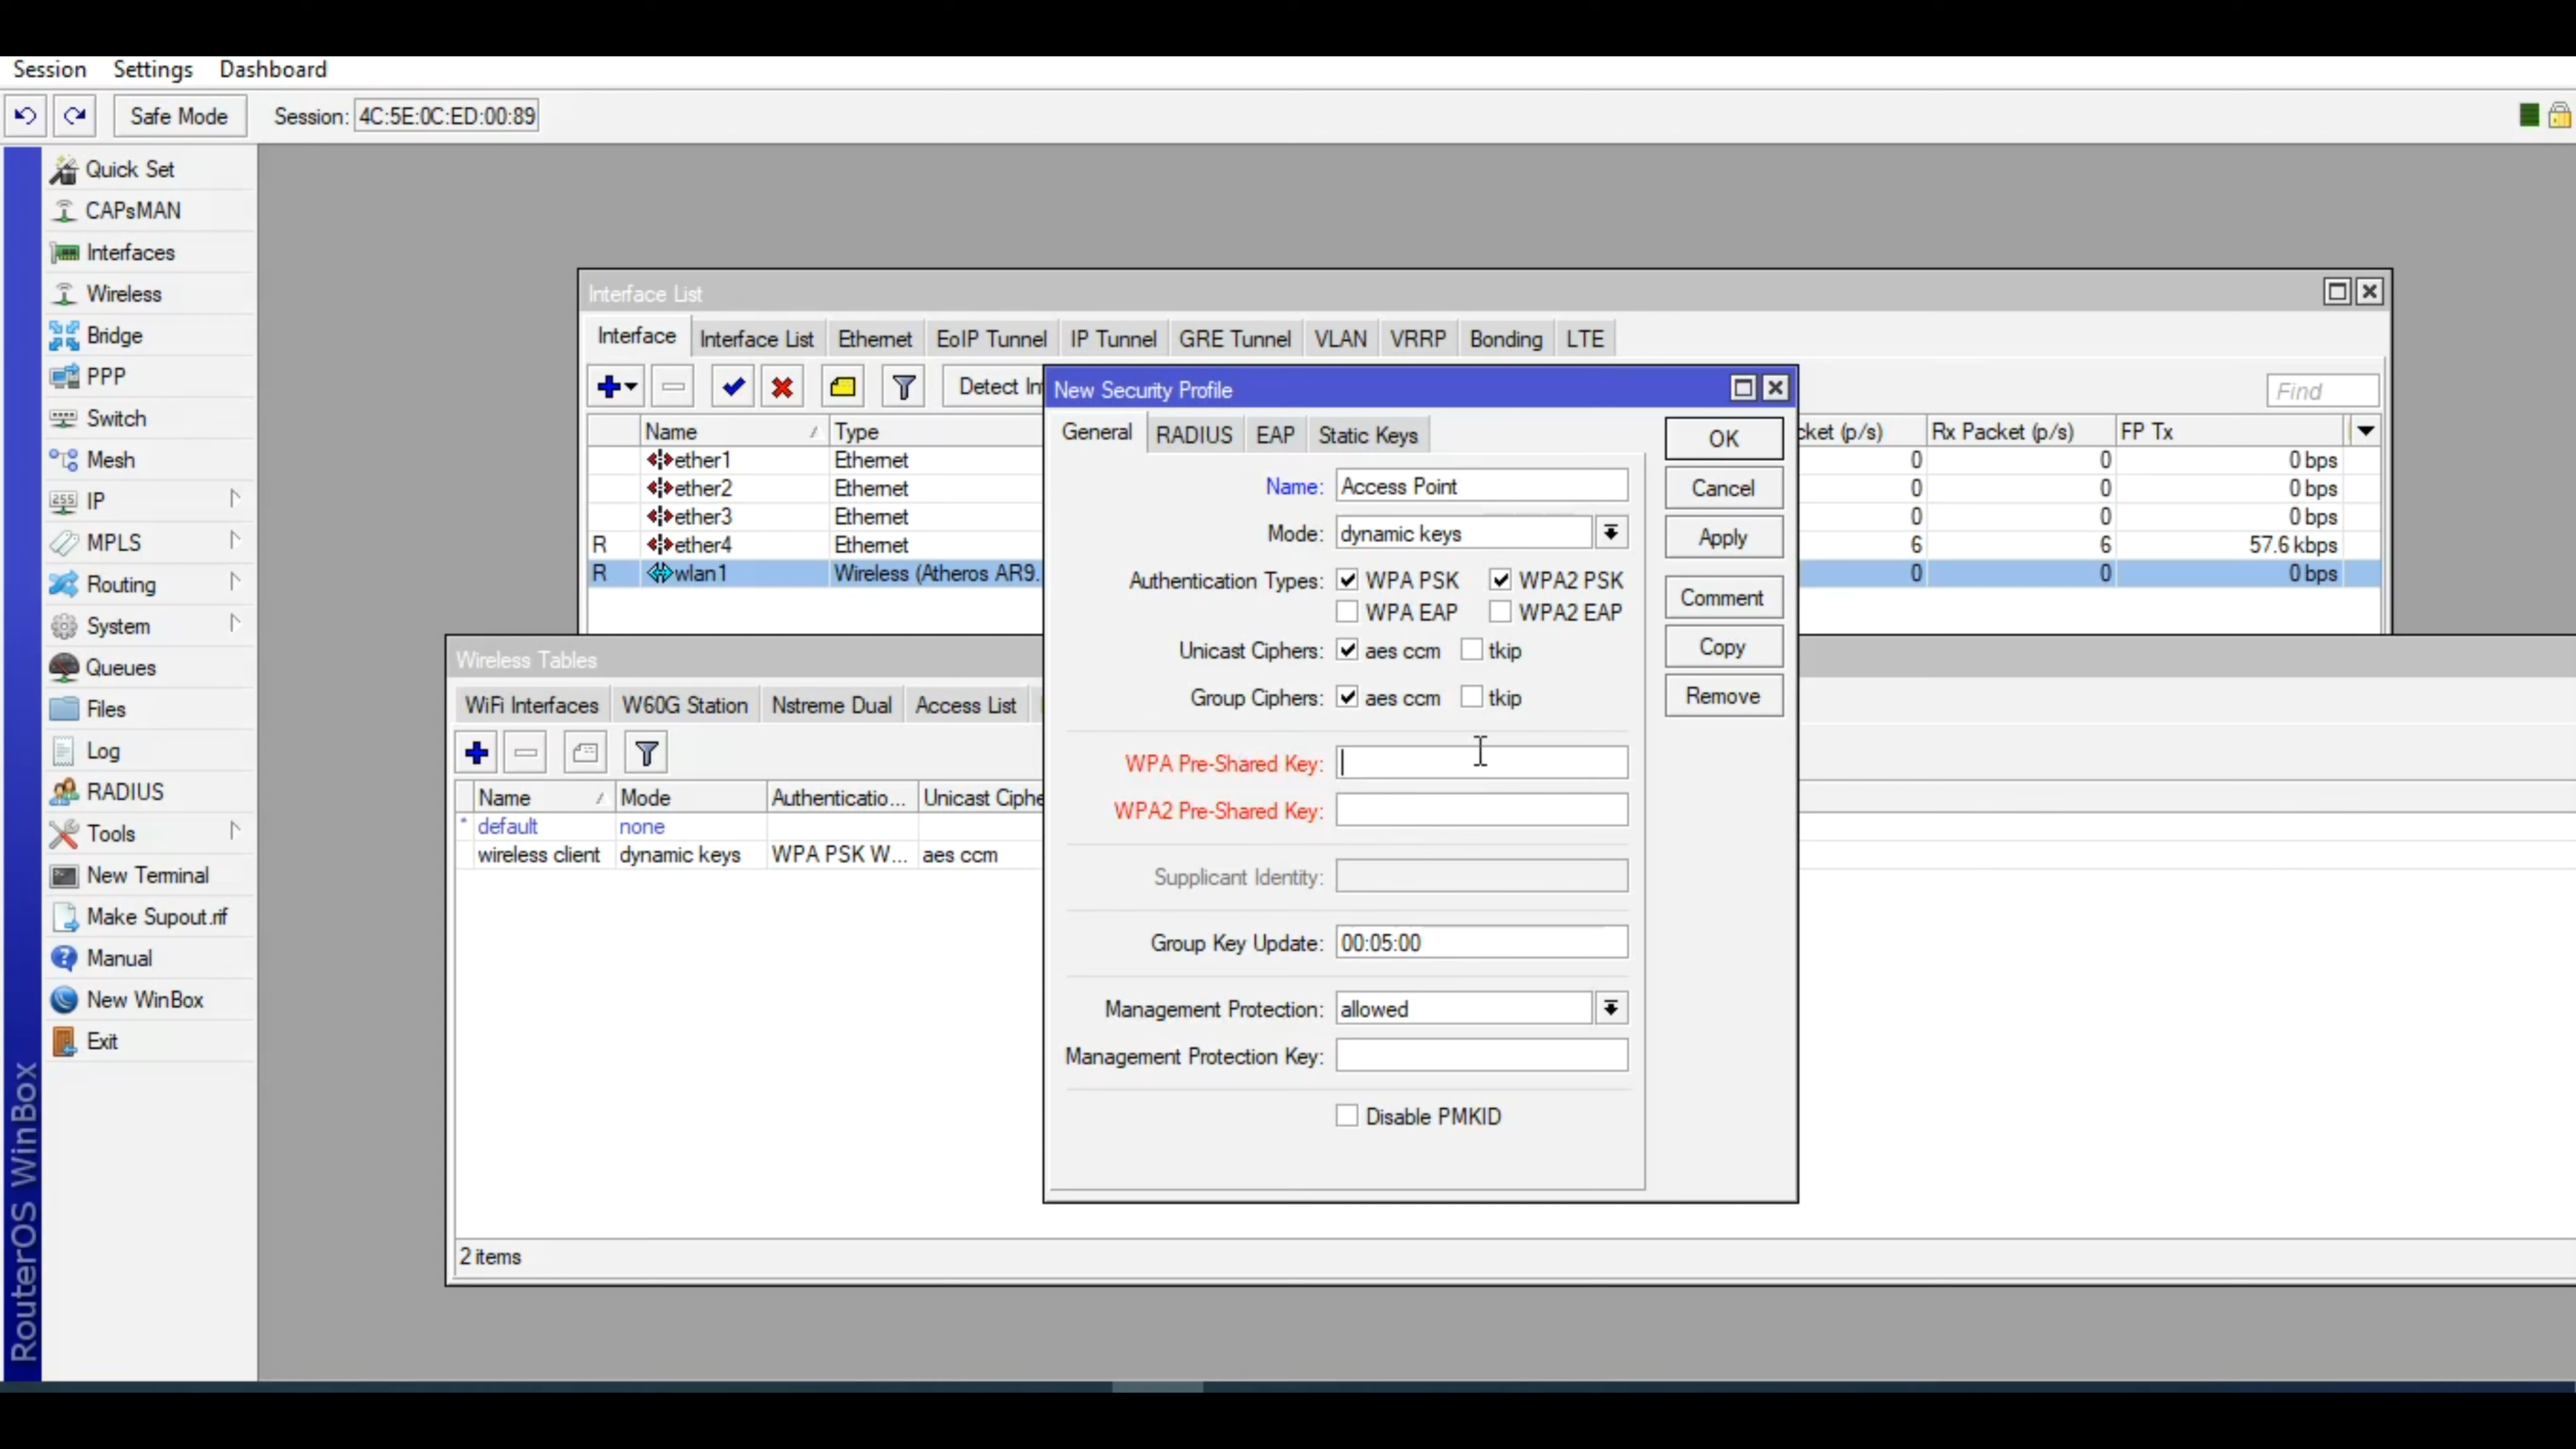 Session Settings Dashboard
Safe Mode Session: 4C:5E:0C:ED:00:89
Quick Set
CAPsMAN
Interfaces
Wireless
Bridge
PPP
Switch
Mesh
IP
MPLS
Routing
System
Queues
Files
Log
RADIUS
Tools
New Terminal
Make Supout.rif
Manual
New WinBox
Exit
RouterOS WinBox
Interface List
Interface Interface List Ethernet EoIP Tunnel IP Tunnel GRE Tunnel VLAN VRRP Bonding LTE
Detect In Find
Name Type cket (p/s) Rx Packet (p/s) FP Tx
ether1 Ethernet 0 0 0 bps
ether2 Ethernet 0 0 0 bps
ether3 Ethernet 0 0 0 bps
R ether4 Ethernet 6 6 57.6 kbps
R wlan1 Wireless (Atheros AR9. 0 0 0 bps
Wireless Tables
WiFi Interfaces W60G Station Nstreme Dual Access List
Name Mode Authenticatio... Unicast Ciphe
* default none
wireless client dynamic keys WPA PSK W... aes ccm
2 items
New Security Profile
General RADIUS EAP Static Keys
Name: Access Point
Mode: dynamic keys
Authentication Types: WPA PSK WPA2 PSK
WPA EAP WPA2 EAP
Unicast Ciphers: aes ccm tkip
Group Ciphers: aes ccm tkip
WPA Pre-Shared Key:
WPA2 Pre-Shared Key:
Supplicant Identity:
Group Key Update: 00:05:00
Management Protection: allowed
Management Protection Key:
Disable PMKID
OK
Cancel
Apply
Comment
Copy
Remove